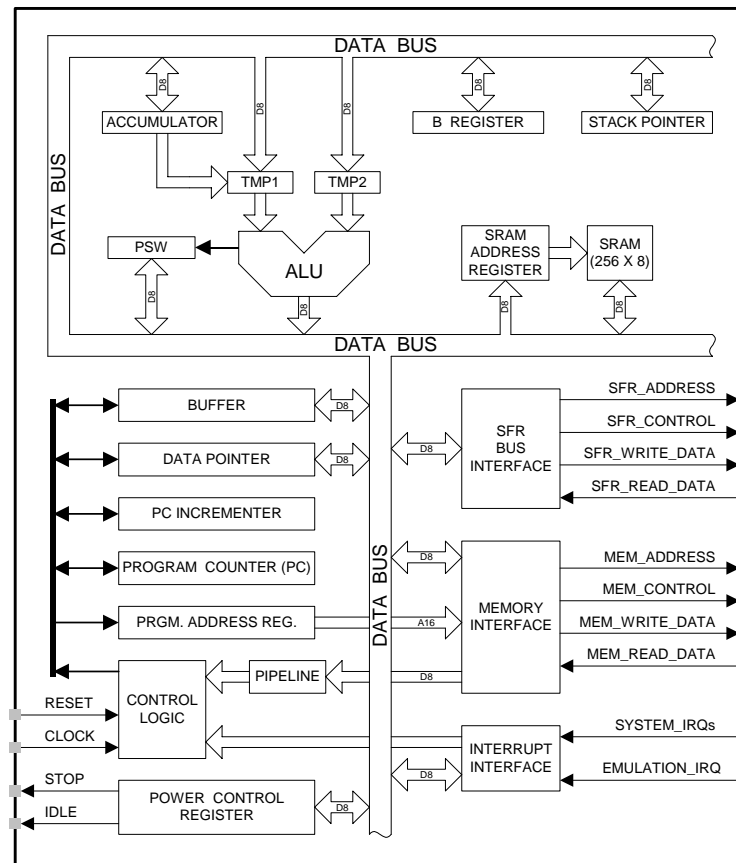 DATA BUS
D8
D8
D8
D8
D8
ACCUMULATOR
B REGISTER
STACK POINTER
DATA BUS
TMP1
TMP2
PSW
ALU
SRAM
ADDRESS
REGISTER
SRAM
(256 X 8)
D8
D8
D8
D8
DATA BUS
BUFFER
D8
DATA POINTER
D8
PC INCREMENTER
PROGRAM COUNTER (PC)
PRGM. ADDRESS REG.
A16
DATA BUS
D8
SFR
BUS
INTERFACE
SFR_ADDRESS
SFR_CONTROL
SFR_WRITE_DATA
SFR_READ_DATA
D8
MEMORY
INTERFACE
MEM_ADDRESS
MEM_CONTROL
MEM_WRITE_DATA
MEM_READ_DATA
RESET
CLOCK
CONTROL
LOGIC
PIPELINE
D8
INTERRUPT
INTERFACE
SYSTEM_IRQs
EMULATION_IRQ
D8
STOP
IDLE
POWER CONTROL
REGISTER
D8